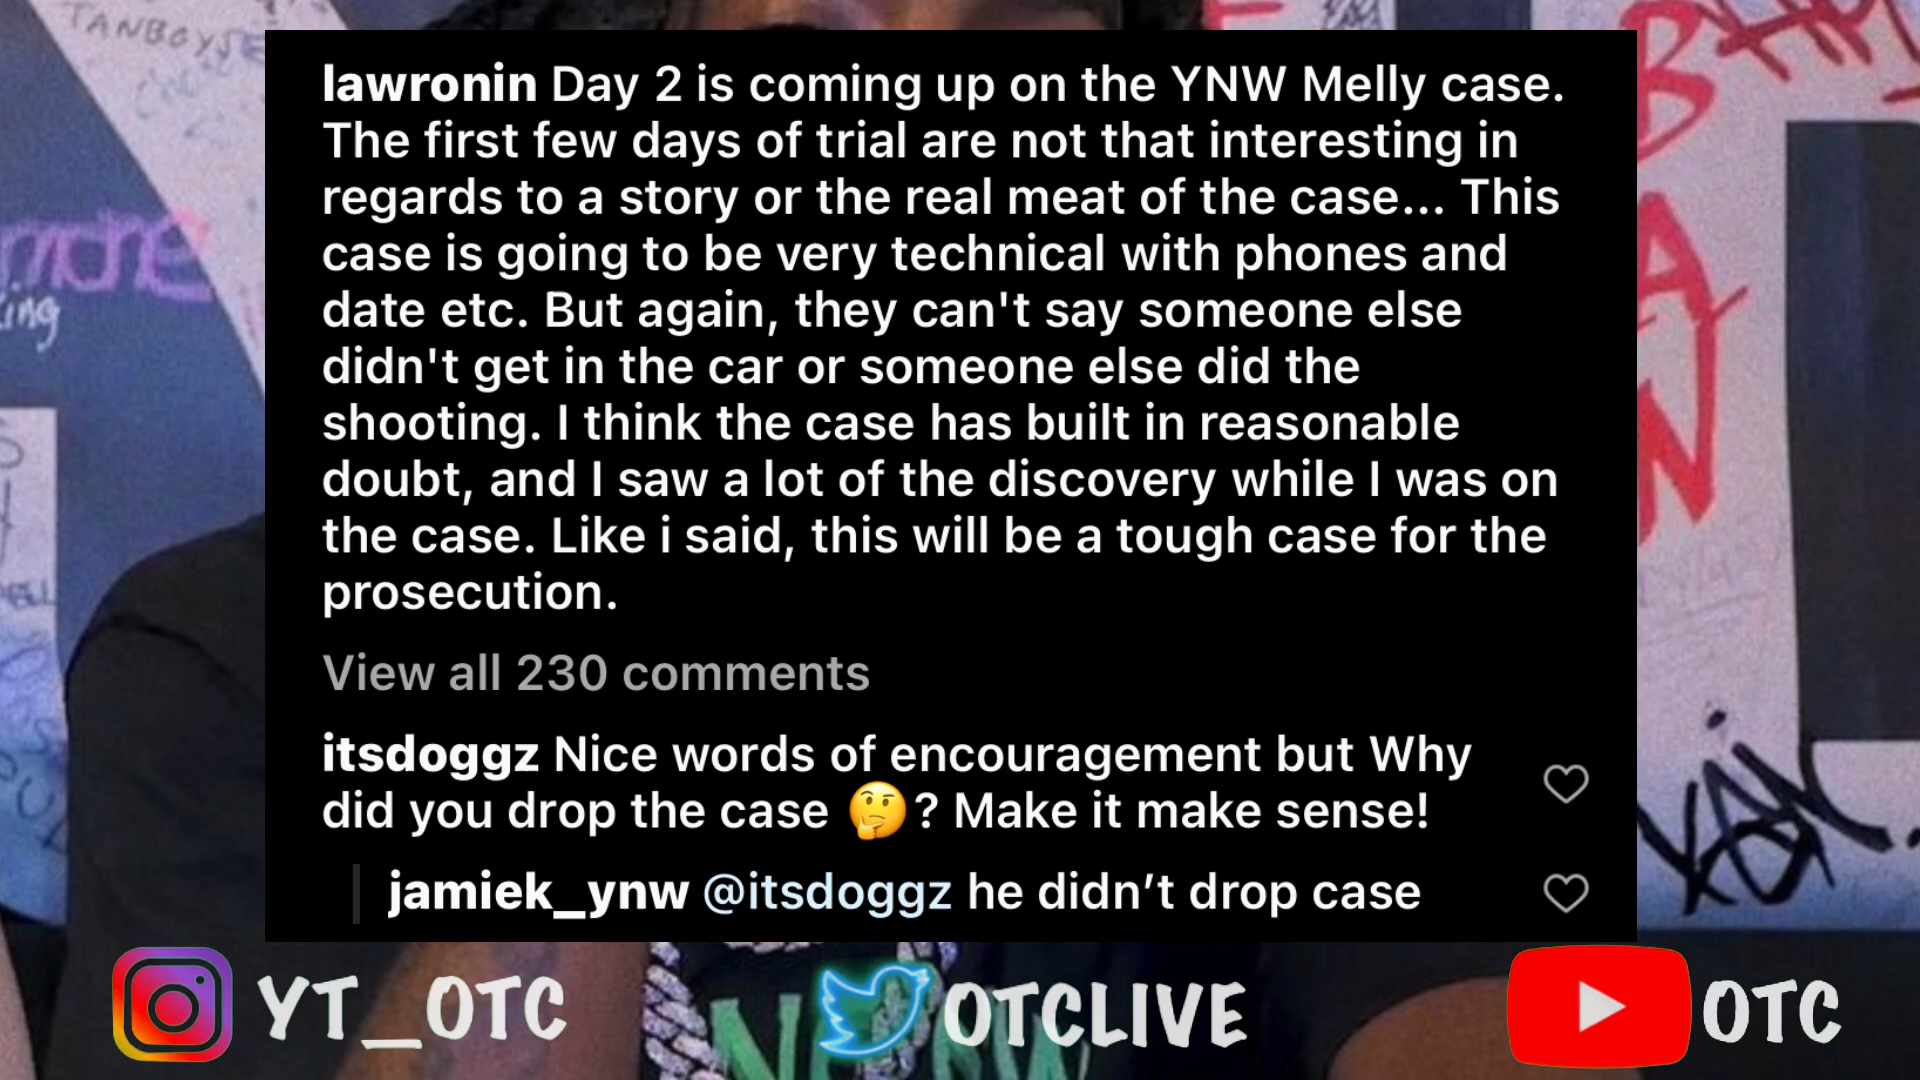 TANBOYS
lawronin Day 2 is coming up on the YNW Melly case.
The first few days of trial are not that interesting in
regards to a story or the real meat of the case... This
case is going to be very technical with phones and
date etc. But again, they can't say someone else
didn't get in the car or someone else did the
shooting. I think the case has built in reasonable
doubt, and I saw a lot of the discovery while I was on
the case. Like i said, this will be a tough case for the
prosecution.
View all 230 comments
itsdoggz Nice words of encouragement but Why
did you drop the case 🤔? Make it make sense!
jamiek_ynw @itsdoggz he didn’t drop case
YT_OTC
OTCLIVE
OTC